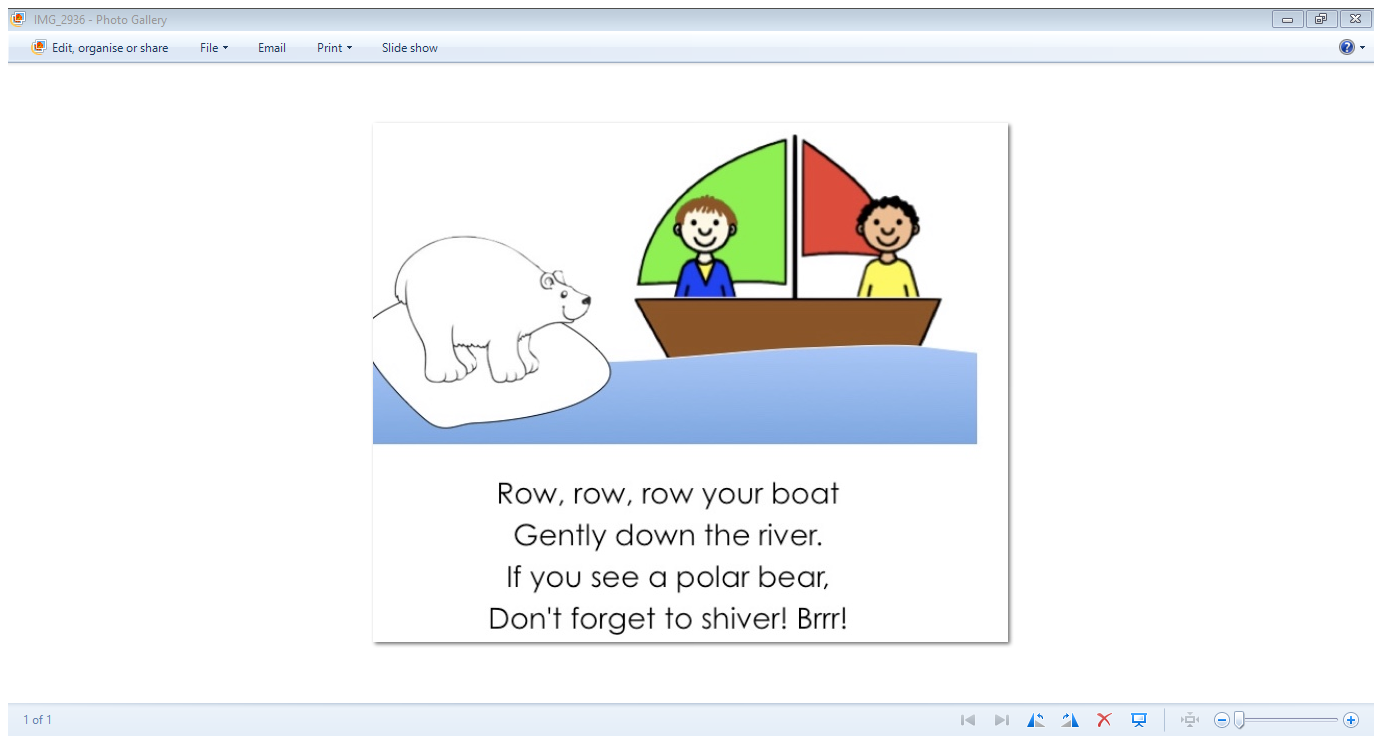 IMG_2936 - Photo Gallery
Edit, organise or share File Email Print Slide show
Row, row, row your boat
Gently down the river.
If you see a polar bear,
Don't forget to shiver! Brrr!
1 of 1